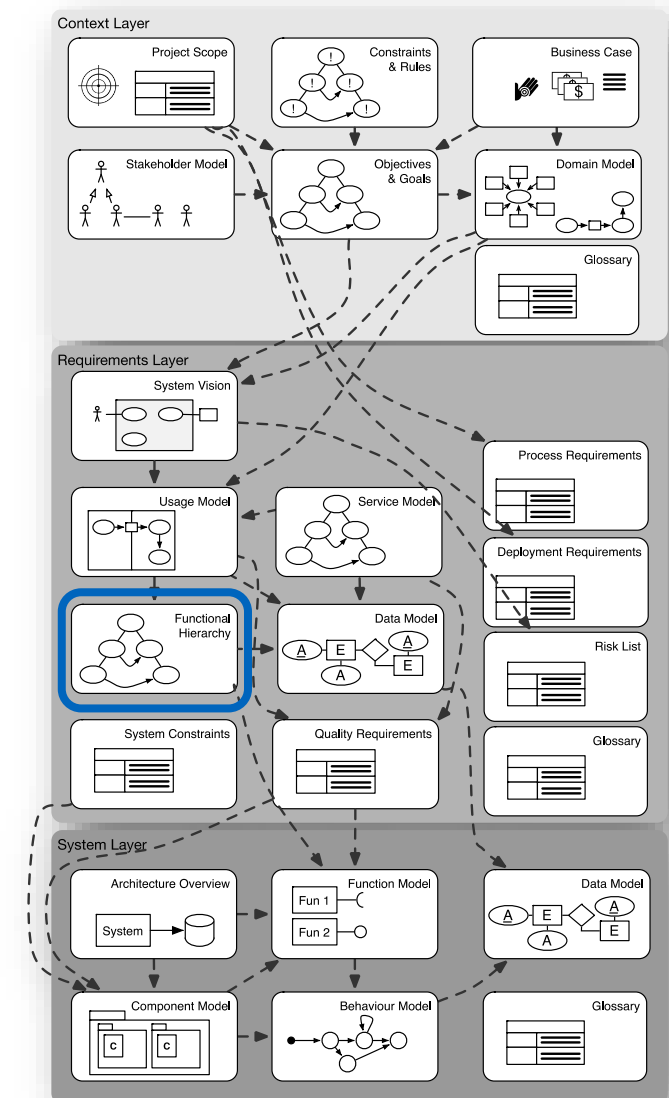 Context Layer
Project Scope
Constraints
& Rules
!
!
!
!
!
Business Case
$
Stakeholder Model
Objectives
& Goals
Domain Model
Glossary
Requirements Layer
System Vision
Process Requirements
Usage Model
Service Model
Deployment Requirements
Functional
Hierarchy
Data Model
A
E
A
A
E
Risk List
System Constraints
Quality Requirements
Glossary
System Layer
Architecture Overview
System
Function Model
Fun 1
Fun 2
Data Model
A
E
A
A
E
Component Model
C
C
Behaviour Model
Glossary